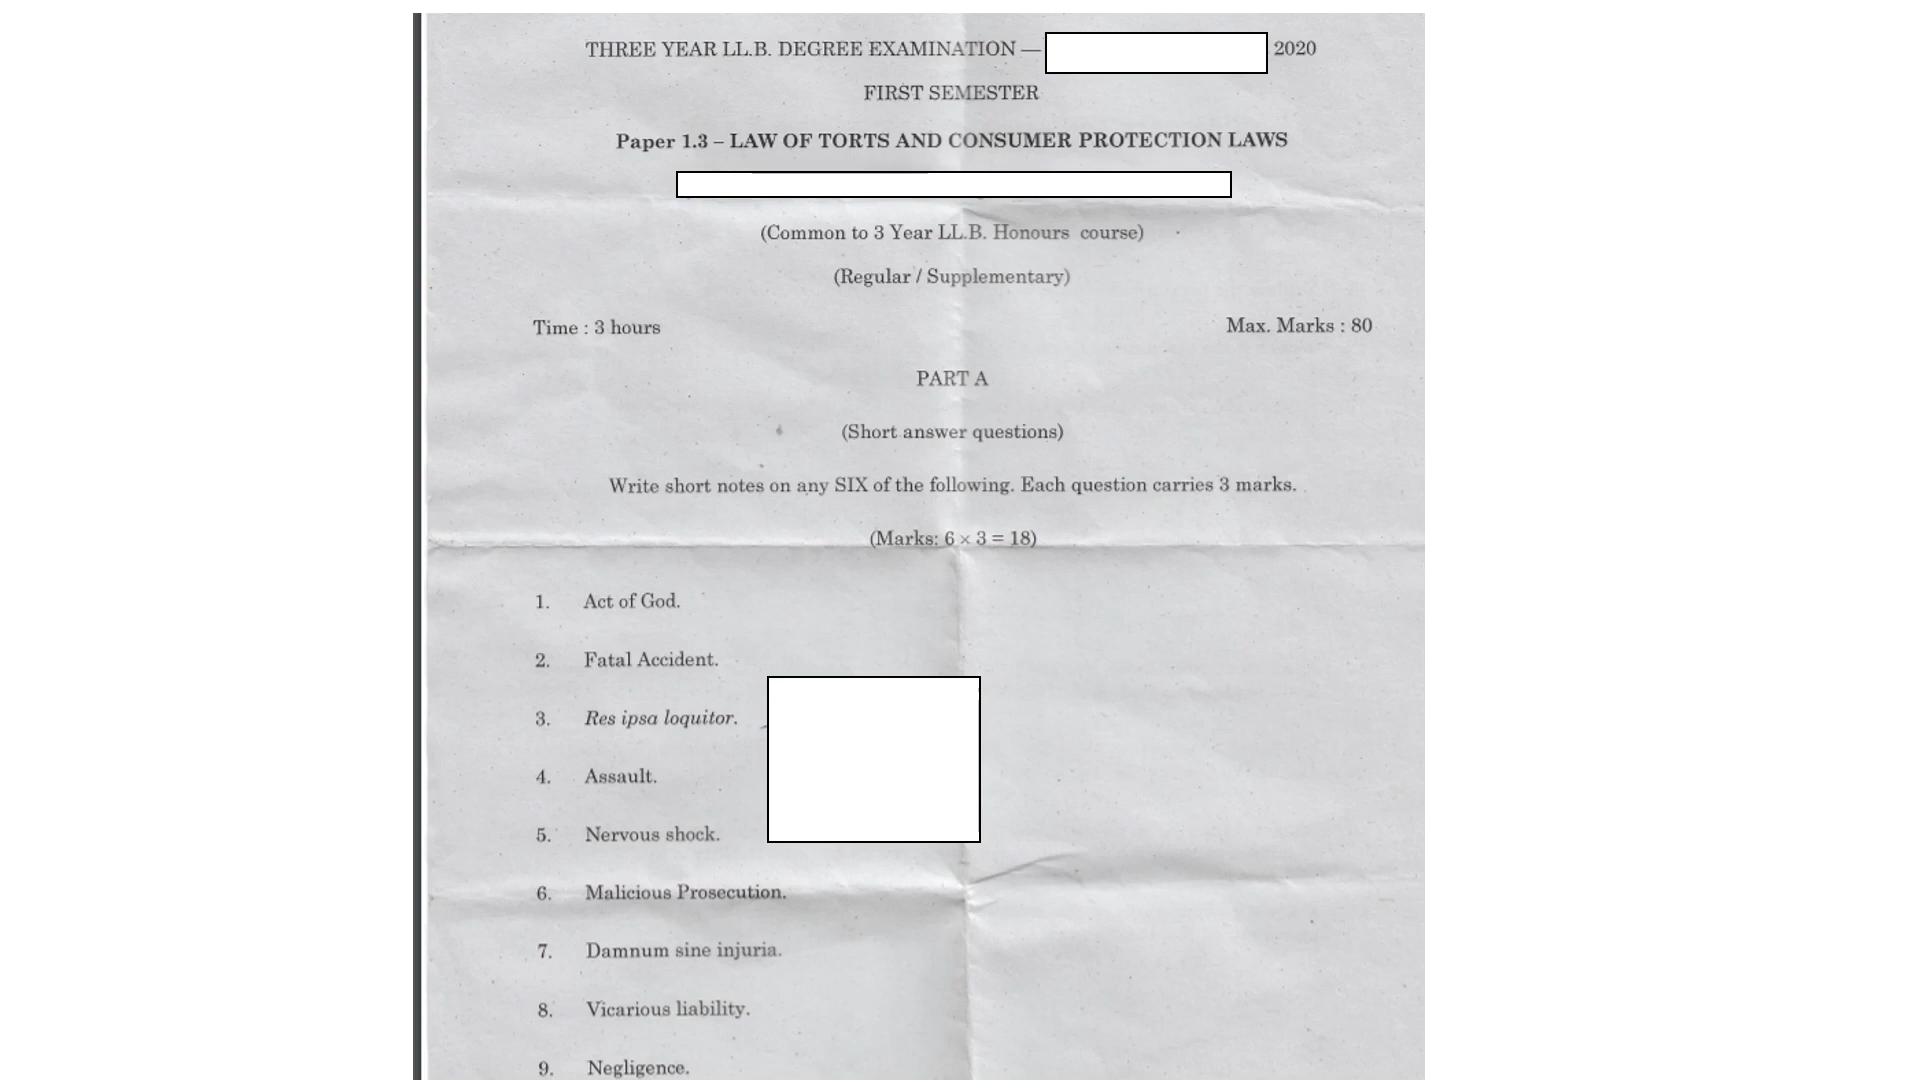 THREE YEAR LL.B. DEGREE EXAMINATION — 2020
FIRST SEMESTER
Paper 1.3 – LAW OF TORTS AND CONSUMER PROTECTION LAWS
(Common to 3 Year LL.B. Honours course)
(Regular / Supplementary)
Time : 3 hours Max. Marks : 80
PART A
(Short answer questions)
Write short notes on any SIX of the following. Each question carries 3 marks.
(Marks: 6 × 3 = 18)
1. Act of God.
2. Fatal Accident.
3. Res ipsa loquitor.
4. Assault.
5. Nervous shock.
6. Malicious Prosecution.
7. Damnum sine injuria.
8. Vicarious liability.
9. Negligence.